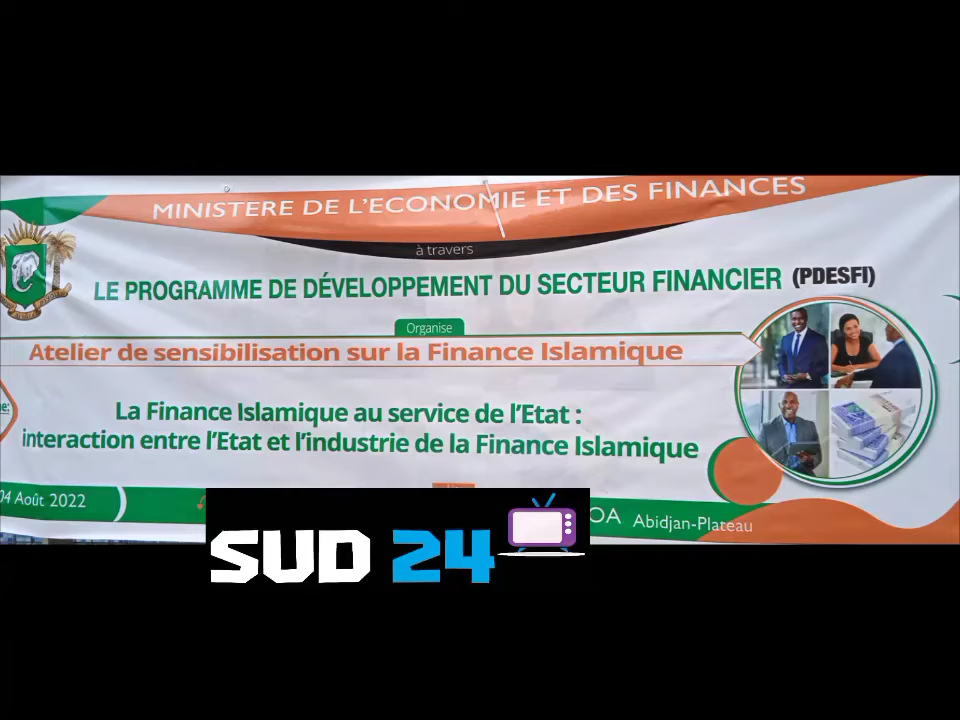 MINISTERE DE L'ECONOMIE ET DES FINANCES
à travers
LE PROGRAMME DE DÉVELOPPEMENT DU SECTEUR FINANCIER (PDESFI)
Organise
Atelier de sensibilisation sur la Finance Islamique
La Finance Islamique au service de l'Etat :
interaction entre l'Etat et l'industrie de la Finance Islamique
04 Août 2022
OA Abidjan-Plateau
SUD 24